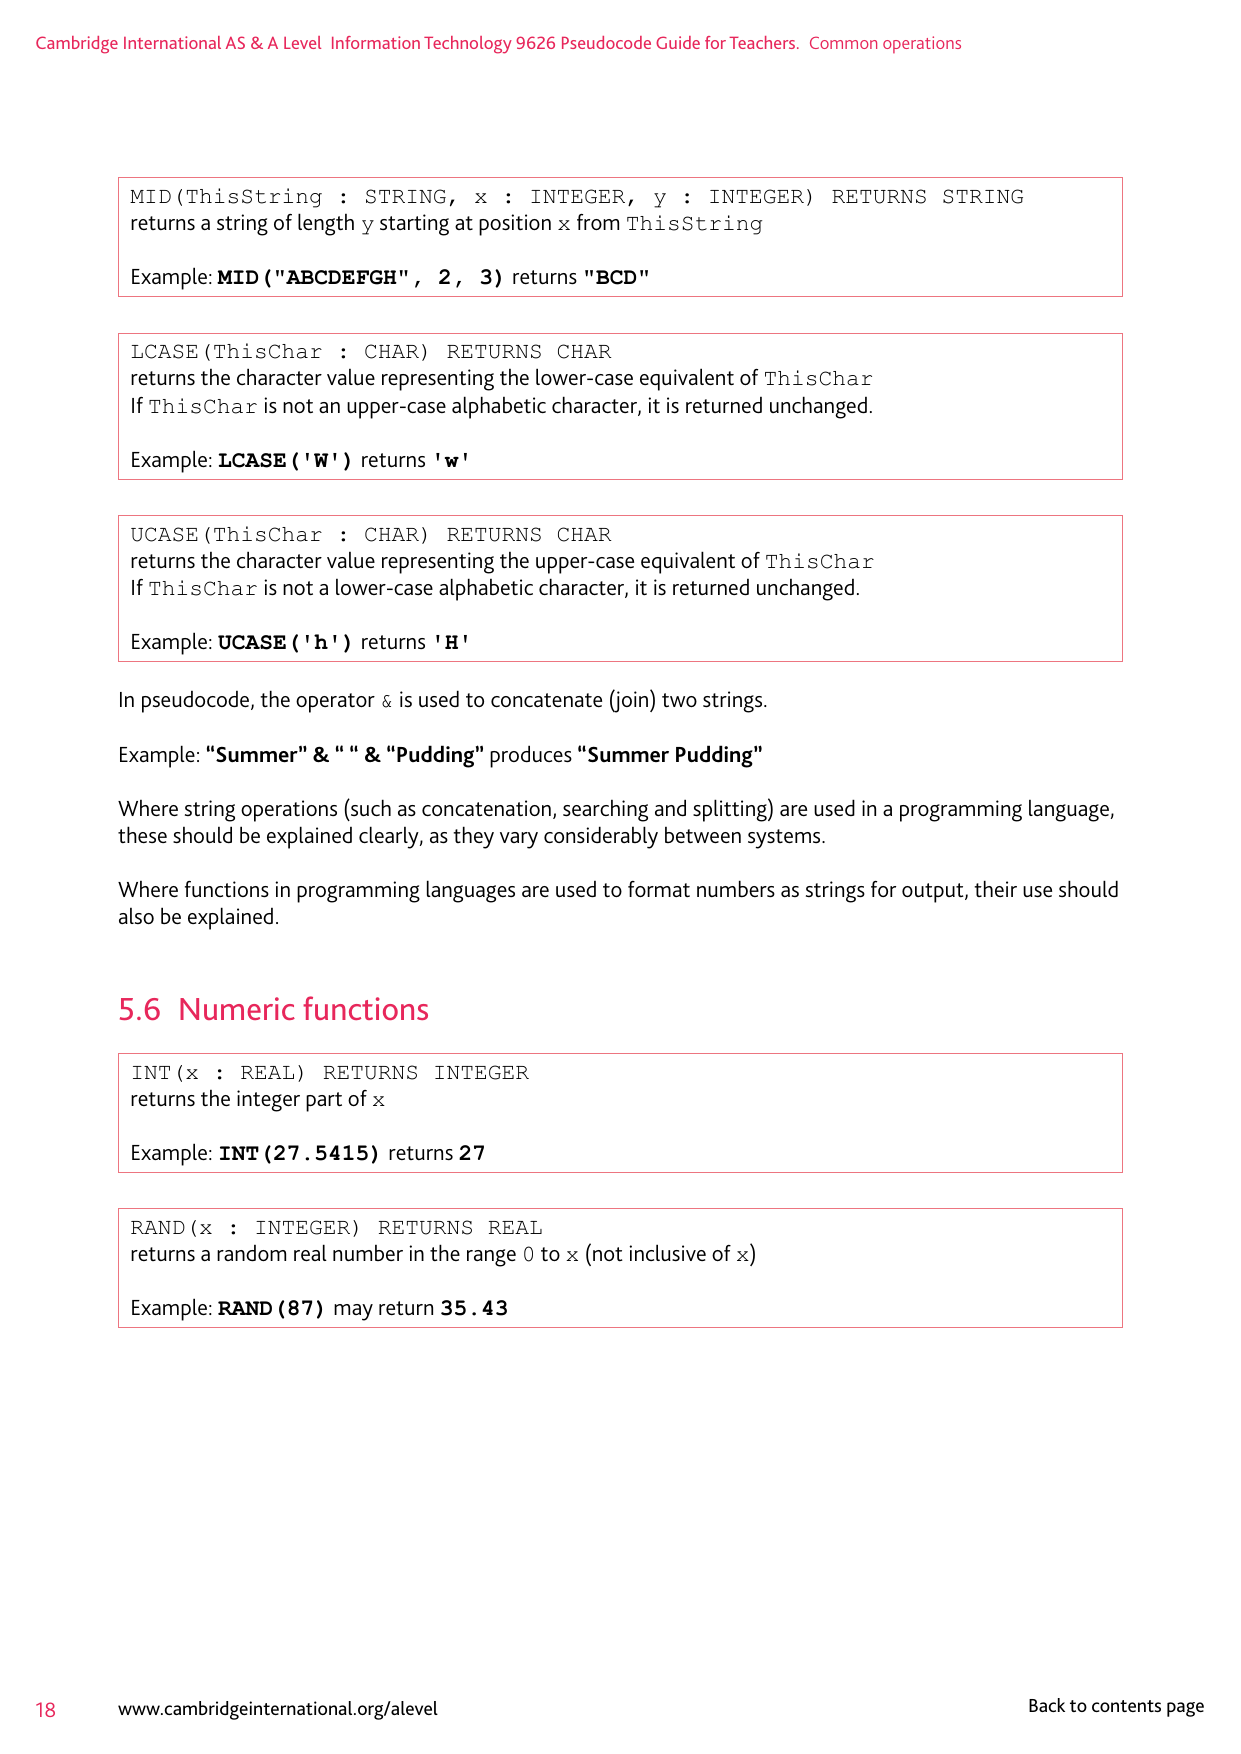 Cambridge International AS & A Level  Information Technology 9626 Pseudocode Guide for Teachers.  Common operations
MID(ThisString : STRING, x : INTEGER, y : INTEGER) RETURNS STRING
returns a string of length y starting at position x from ThisString
Example: MID("ABCDEFGH", 2, 3) returns "BCD"
LCASE(ThisChar : CHAR) RETURNS CHAR
returns the character value representing the lower-case equivalent of ThisChar
If ThisChar is not an upper-case alphabetic character, it is returned unchanged.
Example: LCASE('W') returns 'w'
UCASE(ThisChar : CHAR) RETURNS CHAR
returns the character value representing the upper-case equivalent of ThisChar
If ThisChar is not a lower-case alphabetic character, it is returned unchanged.
Example: UCASE('h') returns 'H'
In pseudocode, the operator & is used to concatenate (join) two strings.
Example: “Summer” & “ “ & “Pudding” produces “Summer Pudding”
Where string operations (such as concatenation, searching and splitting) are used in a programming language,
these should be explained clearly, as they vary considerably between systems.
Where functions in programming languages are used to format numbers as strings for output, their use should
also be explained.
5.6  Numeric functions
INT(x : REAL) RETURNS INTEGER
returns the integer part of x
Example: INT(27.5415) returns 27
RAND(x : INTEGER) RETURNS REAL
returns a random real number in the range 0 to x (not inclusive of x)
Example: RAND(87) may return 35.43
18
www.cambridgeinternational.org/alevel
Back to contents page